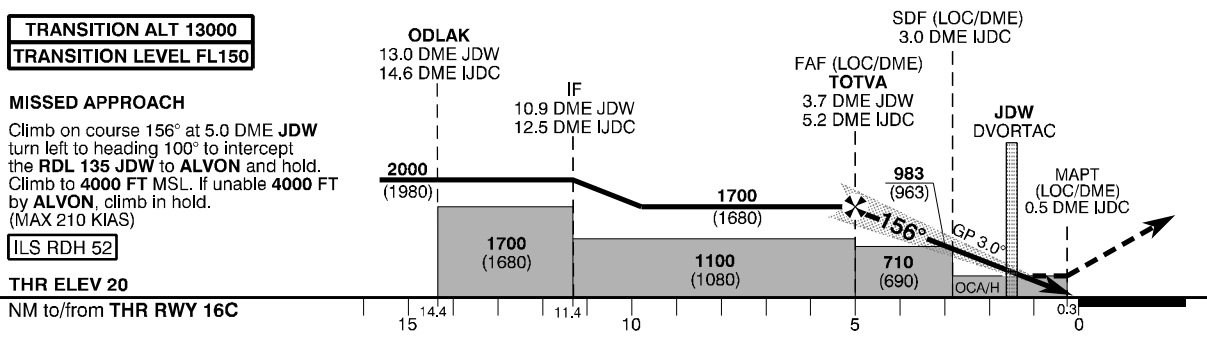 TRANSITION ALT 13000
TRANSITION LEVEL FL150
MISSED APPROACH
Climb on course 156° at 5.0 DME JDW
turn left to heading 100° to intercept
the RDL 135 JDW to ALVON and hold.
Climb to 4000 FT MSL. If unable 4000 FT
by ALVON, climb in hold.
(MAX 210 KIAS)
ILS RDH 52
THR ELEV 20
NM to/from THR RWY 16C
ODLAK
13.0 DME JDW
14.6 DME IJDC
IF
10.9 DME JDW
12.5 DME IJDC
FAF (LOC/DME)
TOTVA
3.7 DME JDW
5.2 DME IJDC
SDF (LOC/DME)
3.0 DME IJDC
JDW
DVORTAC
MAPT
(LOC/DME)
0.5 DME IJDC
2000
(1980)
1700
(1680)
983
(963)
156°
GP 3.0°
1700
(1680)
1100
(1080)
710
(690)
OCA/H
15
14.4
11.4
10
5
0.3
0